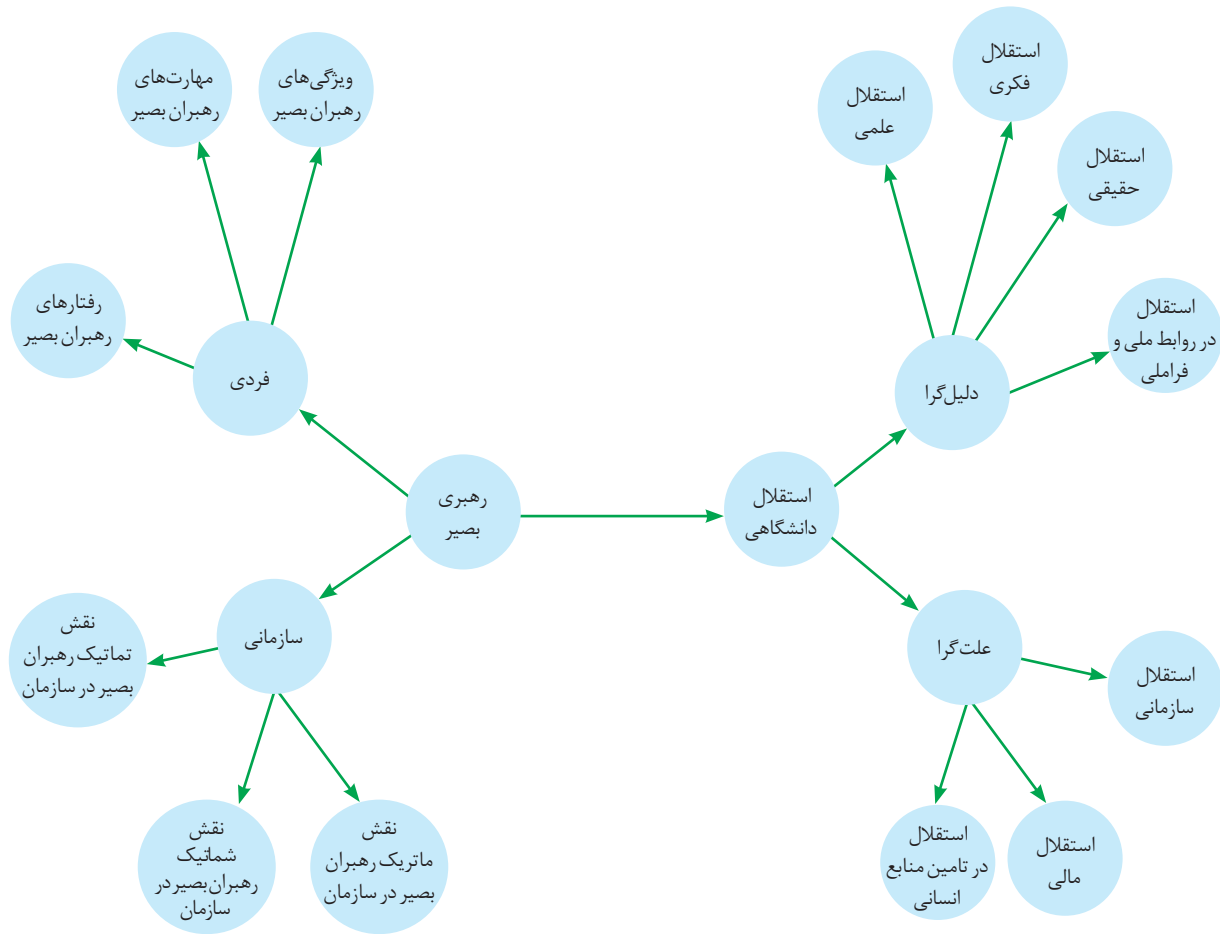 استقلال
فکری
استقلال
علمی
استقلال
حقیقی
استقلال
در روابط ملی و
فراملی
دلیل‌گرا
استقلال
دانشگاهی
علت‌گرا
استقلال
سازمانی
استقلال
مالی
استقلال
در تامین منابع
انسانی
ویژگی‌های
رهبران بصیر
مهارت‌های
رهبران بصیر
رفتارهای
رهبران بصیر
فردی
رهبری
بصیر
سازمانی
نقش
تماتیک رهبران
بصیر در سازمان
نقش
ماتریک رهبران
بصیر در سازمان
نقش
شماتیک
رهبران بصیر در
سازمان